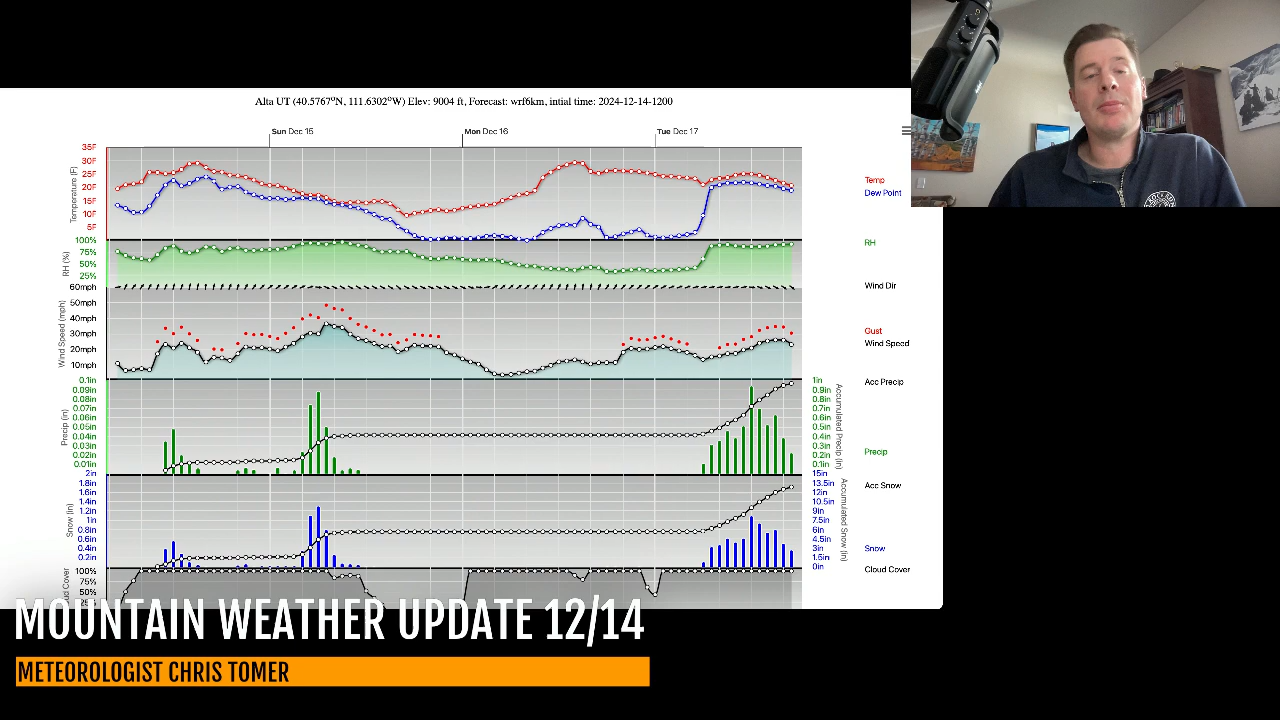 Alta UT (40.5767°N, 111.6302°W) Elev: 9004 ft, Forecast: wrf6km, intial time: 2024-12-14-1200
Sun Dec 15
Mon Dec 16
Tue Dec 17
Temperature (F)
35F
30F
25F
20F
15F
10F
5F
Temp
Dew Point
RH (%)
100%
75%
50%
25%
RH
Wind Dir
Wind Speed (mph)
60mph
50mph
40mph
30mph
20mph
10mph
Gust
Wind Speed
Precip (in)
0.1in
0.09in
0.08in
0.07in
0.06in
0.05in
0.04in
0.03in
0.02in
0.01in
1in
0.9in
0.8in
0.7in
0.6in
0.5in
0.4in
0.3in
0.2in
0.1in
Accumulated Precip (in)
Acc Precip
Precip
Snow (in)
2in
1.8in
1.6in
1.4in
1.2in
1in
0.8in
0.6in
0.4in
0.2in
15in
13.5in
12in
10.5in
9in
7.5in
6in
4.5in
3in
1.5in
0in
Accumulated Snow (in)
Acc Snow
Snow
Cloud Cover
100%
75%
50%
MOUNTAIN WEATHER UPDATE 12/14
METEOROLOGIST CHRIS TOMER